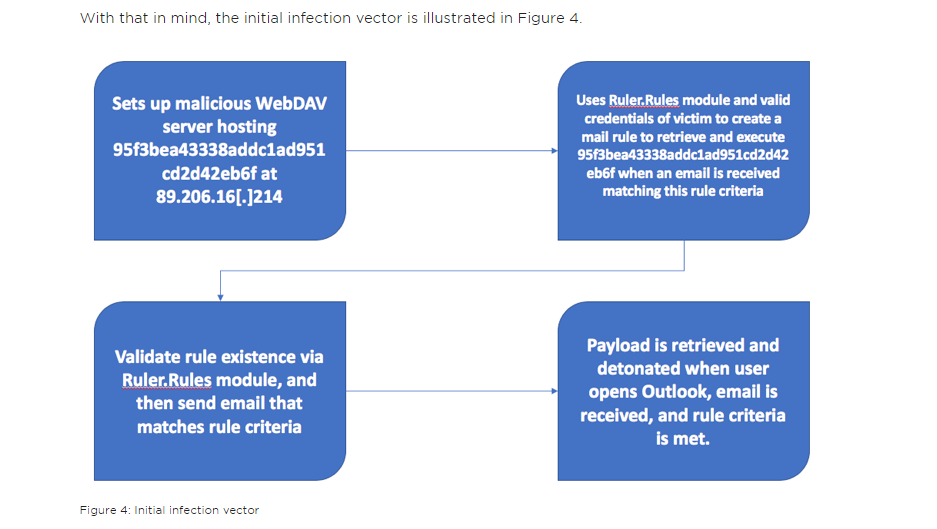 With that in mind, the initial infection vector is illustrated in Figure 4.
Sets up malicious WebDAV
server hosting
95f3bea43338addc1ad951
cd2d42eb6f at
89.206.16[.]214
Uses Ruler.Rules module and valid
credentials of victim to create a
mail rule to retrieve and execute
95f3bea43338addc1ad951cd2d42
eb6f when an email is received
matching this rule criteria
Validate rule existence via
Ruler.Rules module, and
then send email that
matches rule criteria
Payload is retrieved and
detonated when user
opens Outlook, email is
received, and rule criteria
is met.
Figure 4: Initial infection vector